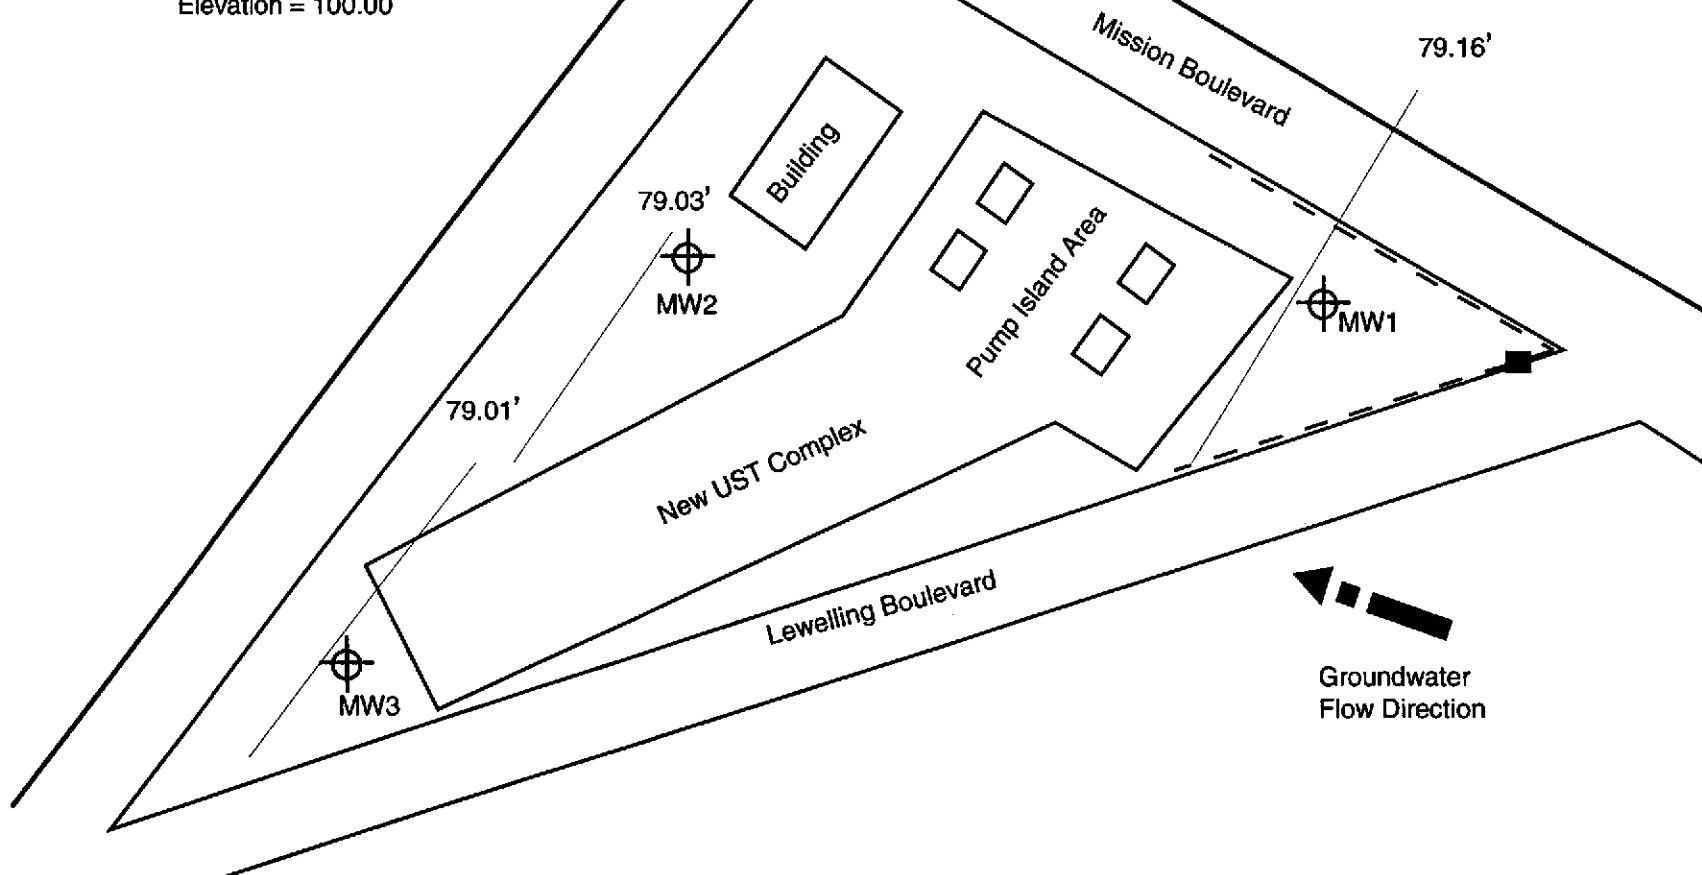 Elevation = 100.00
Mission Boulevard
79.16’
Building
79.03’
MW2
Pump Island Area
MW1
79.01’
New UST Complex
Lewelling Boulevard
MW3
Groundwater
Flow Direction